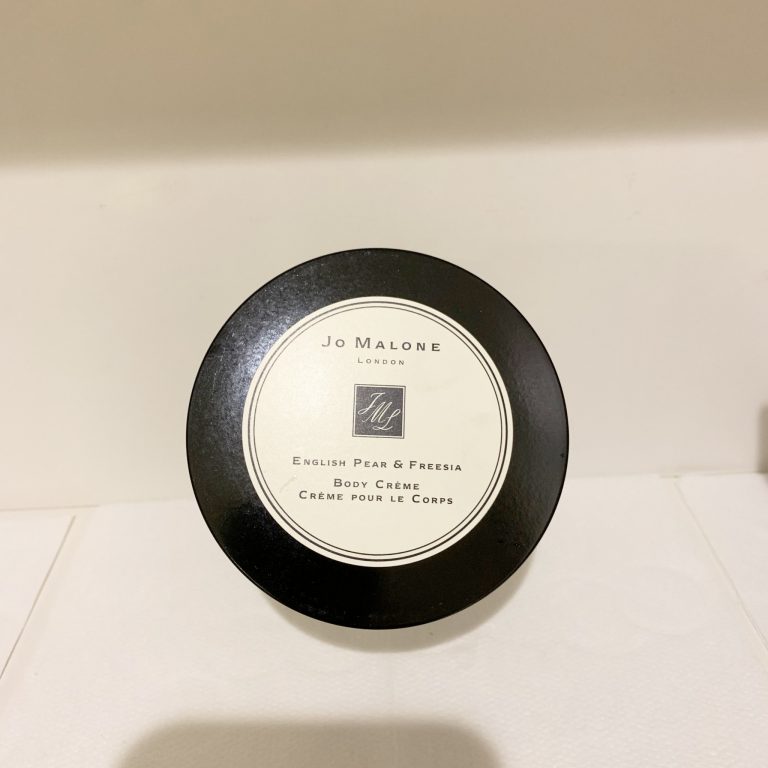 Jo Malone
London
JML
English Pear & Freesia
Body Crème
Crème pour le Corps